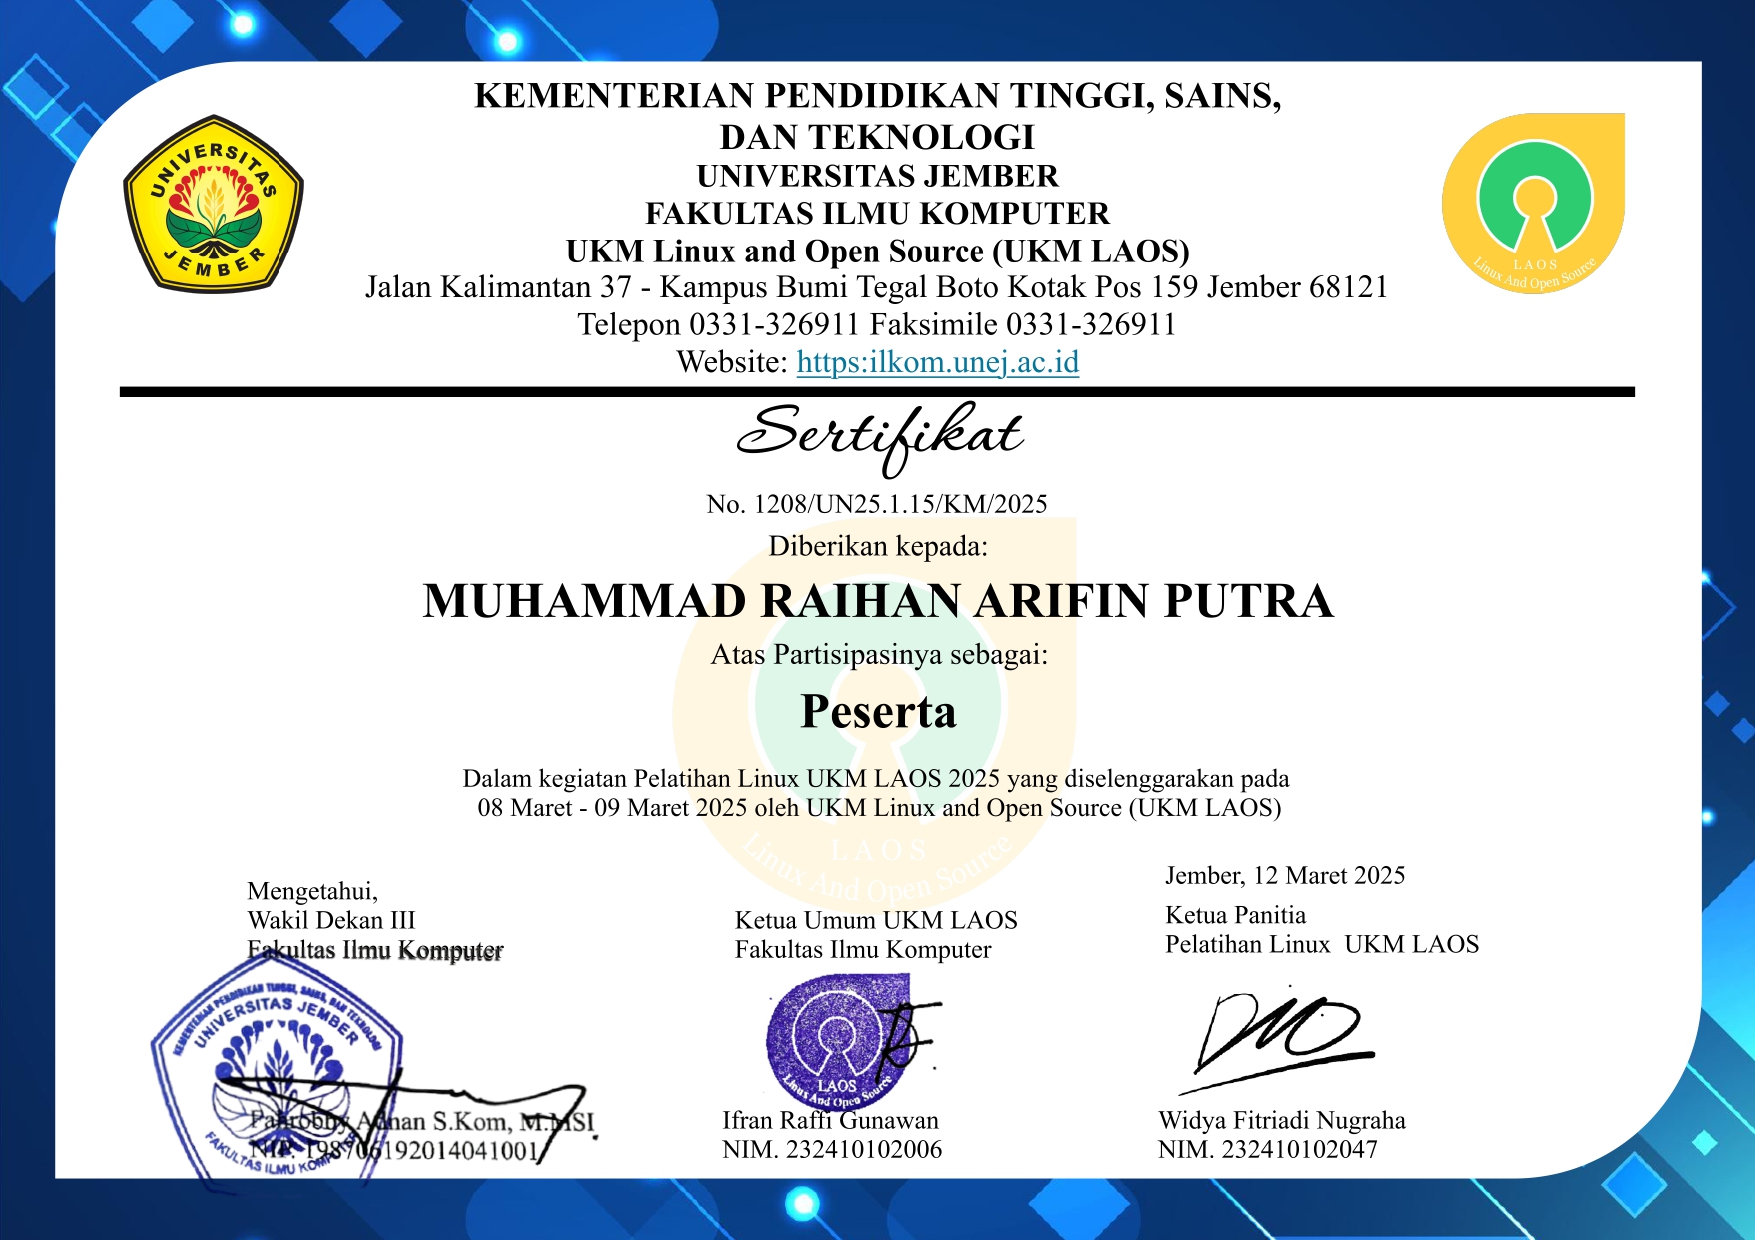 KEMENTERIAN PENDIDIKAN TINGGI, SAINS,
DAN TEKNOLOGI
UNIVERSITAS JEMBER
FAKULTAS ILMU KOMPUTER
UKM Linux and Open Source (UKM LAOS)
Jalan Kalimantan 37 - Kampus Bumi Tegal Boto Kotak Pos 159 Jember 68121
Telepon 0331-326911 Faksimile 0331-326911
Website: https:ilkom.unej.ac.id
UNIVERSITAS
JEMBER
LAOS
Linux And Open Source
Sertifikat
No. 1208/UN25.1.15/KM/2025
Diberikan kepada:
MUHAMMAD RAIHAN ARIFIN PUTRA
Atas Partisipasinya sebagai:
Peserta
Dalam kegiatan Pelatihan Linux UKM LAOS 2025 yang diselenggarakan pada
08 Maret - 09 Maret 2025 oleh UKM Linux and Open Source (UKM LAOS)
LAOS
Linux And Open Source
Mengetahui,
Wakil Dekan III
Fakultas Ilmu Komputer
KEMENTERIAN PENDIDIKAN TINGGI, SAINS, DAN TEKNOLOGI
UNIVERSITAS JEMBER
FAKULTAS ILMU KOMPUTER
Fahrobby Adnan S.Kom, M.MSI
NIP. 198706192014041001
Ketua Umum UKM LAOS
Fakultas Ilmu Komputer
LAOS
Linux And Open Source
Ifran Raffi Gunawan
NIM. 232410102006
Jember, 12 Maret 2025
Ketua Panitia
Pelatihan Linux  UKM LAOS
Widya Fitriadi Nugraha
NIM. 232410102047